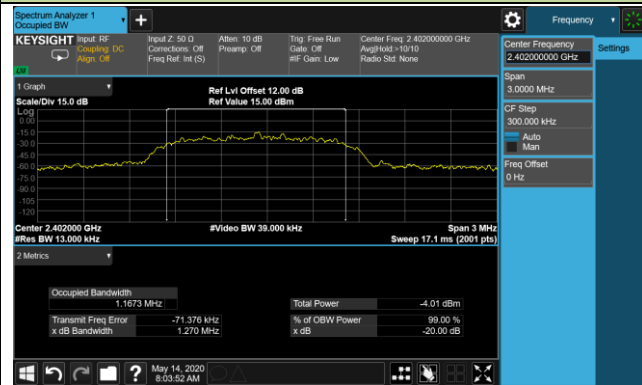 Spectrum Analyzer 1
Occupied BW
Frequency
KEYSIGHT
Input: RF
Coupling: DC
Align: Off
Input Z: 50 Ω
Corrections: Off
Freq Ref: Int (S)
Atten: 10 dB
Preamp: Off
Trig: Free Run
Gate: Off
#IF Gain: Low
Center Freq: 2.402000000 GHz
Avg|Hold:>10/10
Radio Std: None
LXI
Center Frequency
2.402000000 GHz
Settings
Span
3.0000 MHz
CF Step
300.000 kHz
Auto
Man
Freq Offset
0 Hz
1 Graph
Scale/Div 15.0 dB
Ref Lvl Offset 12.00 dB
Ref Value 15.00 dBm
Log
0.00
-15.0
-30.0
-45.0
-60.0
-75.0
-90.0
-105
-120
Center 2.402000 GHz
#Res BW 13.000 kHz
#Video BW 39.000 kHz
Span 3 MHz
Sweep 17.1 ms (2001 pts)
2 Metrics
Occupied Bandwidth
1.1673 MHz
Transmit Freq Error -71.376 kHz
x dB Bandwidth 1.270 MHz
Total Power -4.01 dBm
% of OBW Power 99.00 %
x dB -20.00 dB
?
May 14, 2020
8:03:52 AM